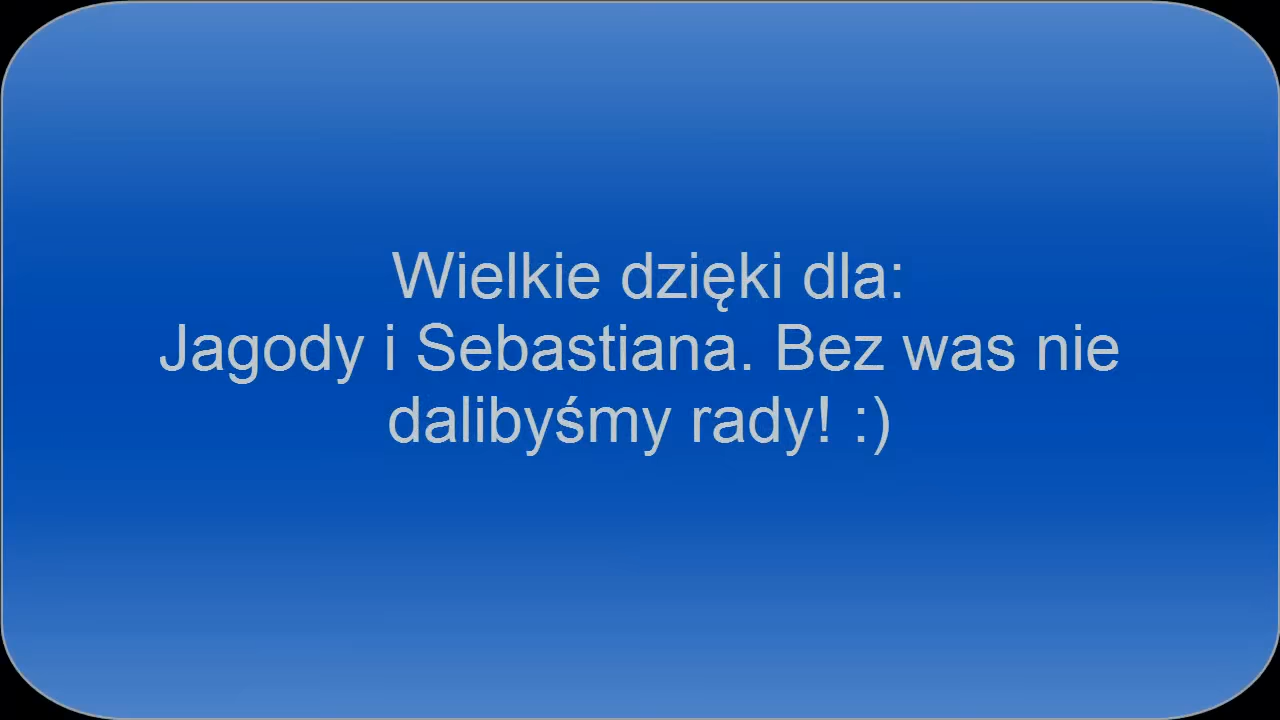 Wielkie dzięki dla:
Jagody i Sebastiana. Bez was nie
dalibyśmy rady! :)